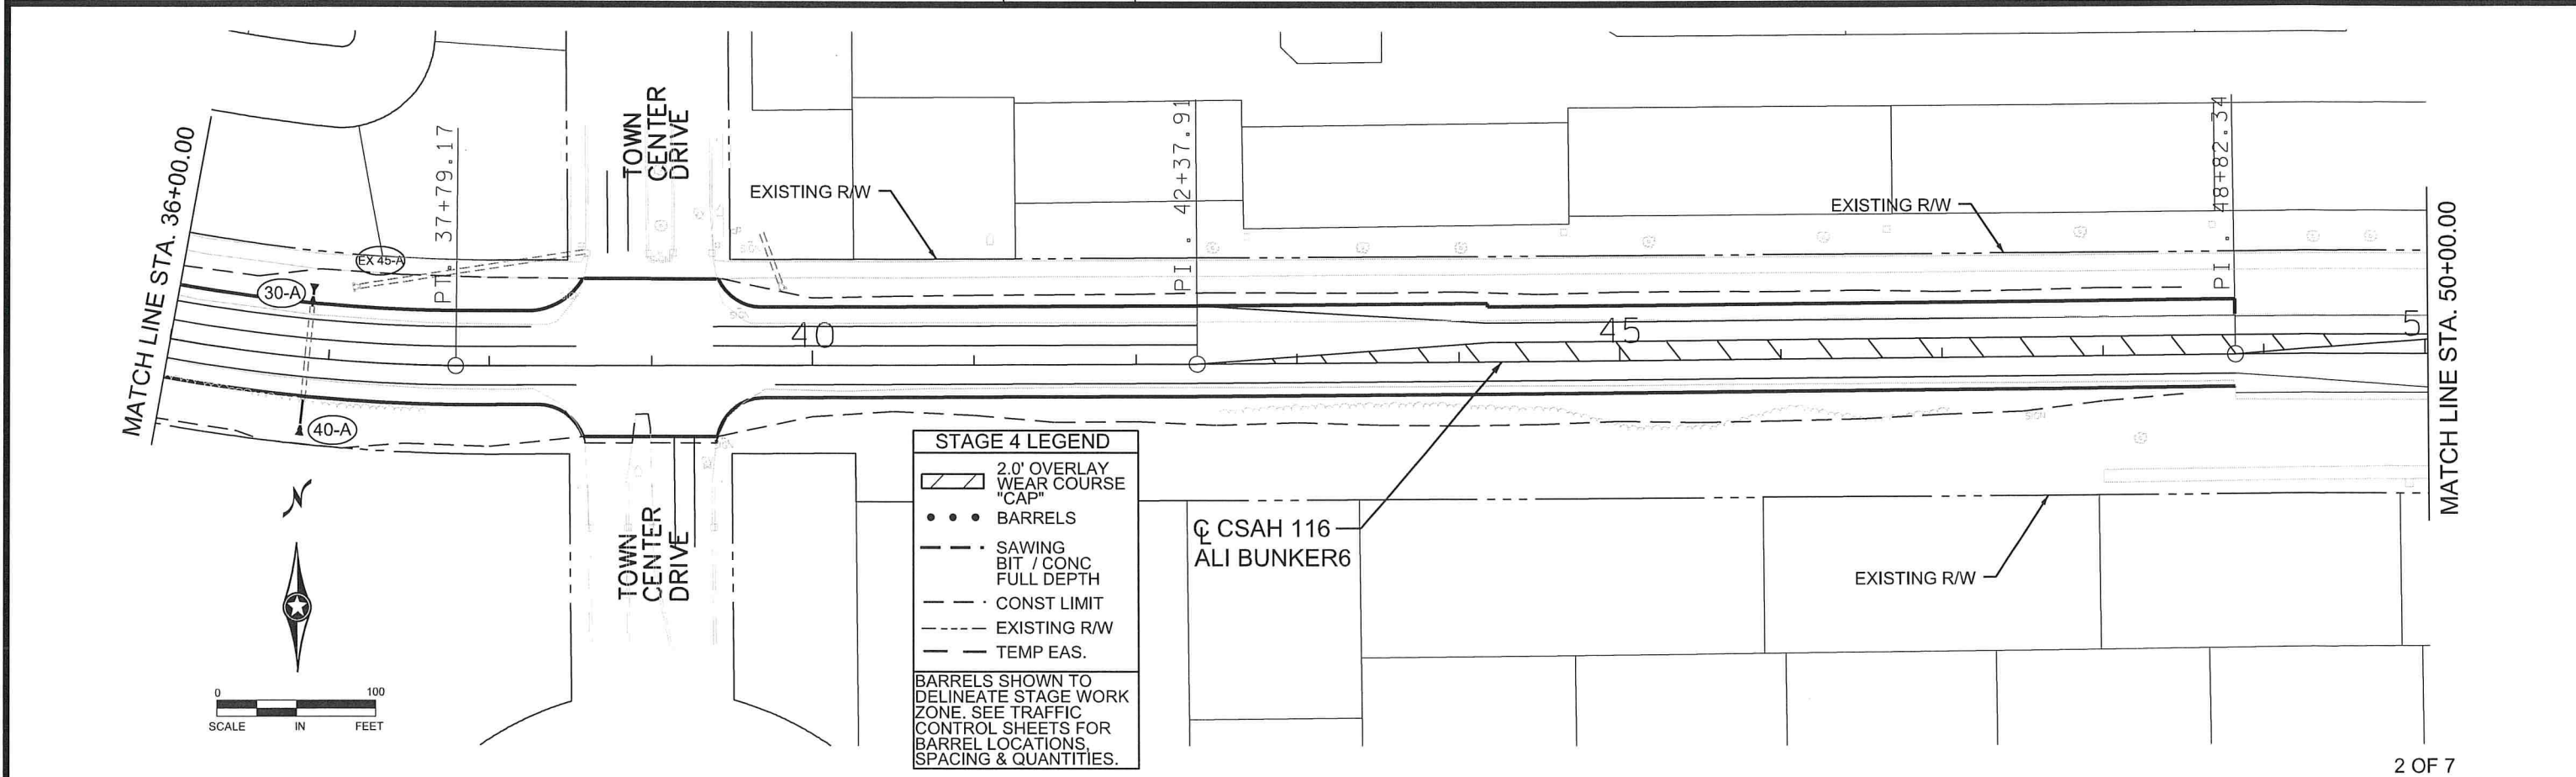 MATCH LINE STA. 36+00.00
PT. 37+79.17
TOWN
CENTER
DRIVE
EXISTING R/W
PI. 42+37.91
EXISTING R/W
PI. 48+82.34
MATCH LINE STA. 50+00.00
EX 45-A
30-A
40-A
40
45
5
N
0 100
SCALE IN FEET
TOWN
CENTER
DRIVE
STAGE 4 LEGEND
2.0' OVERLAY
WEAR COURSE
"CAP"
BARRELS
SAWING
BIT / CONC
FULL DEPTH
CONST LIMIT
EXISTING R/W
TEMP EAS.
BARRELS SHOWN TO
DELINEATE STAGE WORK
ZONE. SEE TRAFFIC
CONTROL SHEETS FOR
BARREL LOCATIONS,
SPACING & QUANTITIES.
℄ CSAH 116
ALI BUNKER6
EXISTING R/W
2 OF 7